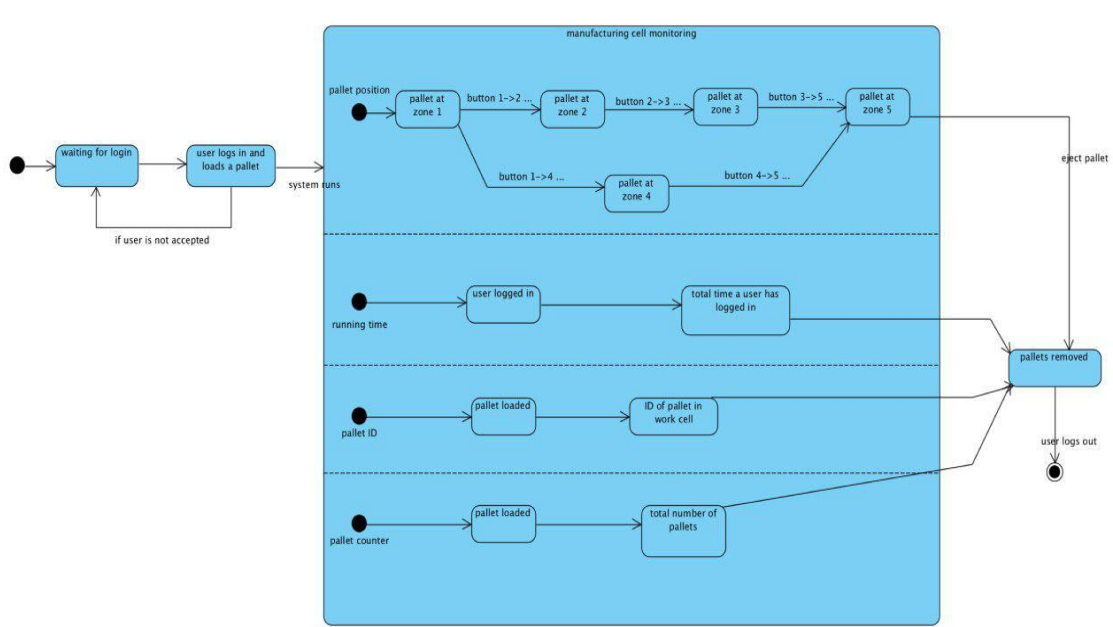 manufacturing cell monitoring
pallet position
pallet at
zone 1
button 1->2 ...
pallet at
zone 2
button 2->3 ...
pallet at
zone 3
button 3->5 ...
pallet at
zone 5
waiting for login
user logs in and
loads a pallet
system runs
if user is not accepted
button 1->4 ...
pallet at
zone 4
button 4->5 ...
eject pallet
running time
user logged in
total time a user has
logged in
pallets removed
pallet ID
pallet loaded
ID of pallet in
work cell
user logs out
pallet counter
pallet loaded
total number of
pallets